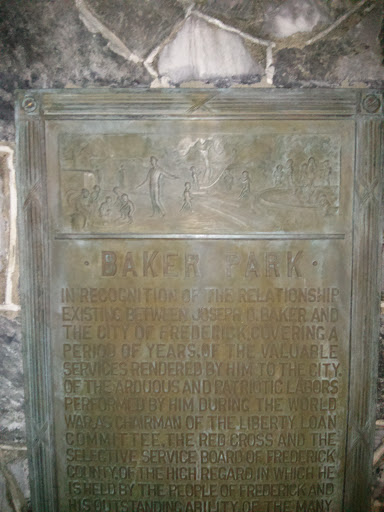 · BAKER PARK ·
IN RECOGNITION OF THE RELATIONSHIP
EXISTING BETWEEN JOSEPH D. BAKER AND
THE CITY OF FREDERICK, COVERING A
PERIOD OF YEARS, OF THE VALUABLE
SERVICES RENDERED BY HIM TO THE CITY,
OF THE ARDUOUS AND PATRIOTIC LABORS
PERFORMED BY HIM, DURING THE WORLD
WAR, AS CHAIRMAN OF THE LIBERTY LOAN
COMMITTEE, THE RED CROSS AND THE
SELECTIVE SERVICE BOARD OF FREDERICK
COUNTY, OF THE HIGH REGARD, IN WHICH HE
IS HELD BY THE PEOPLE OF FREDERICK AND
HIS OUTSTANDING ABILITY OF THE MANY